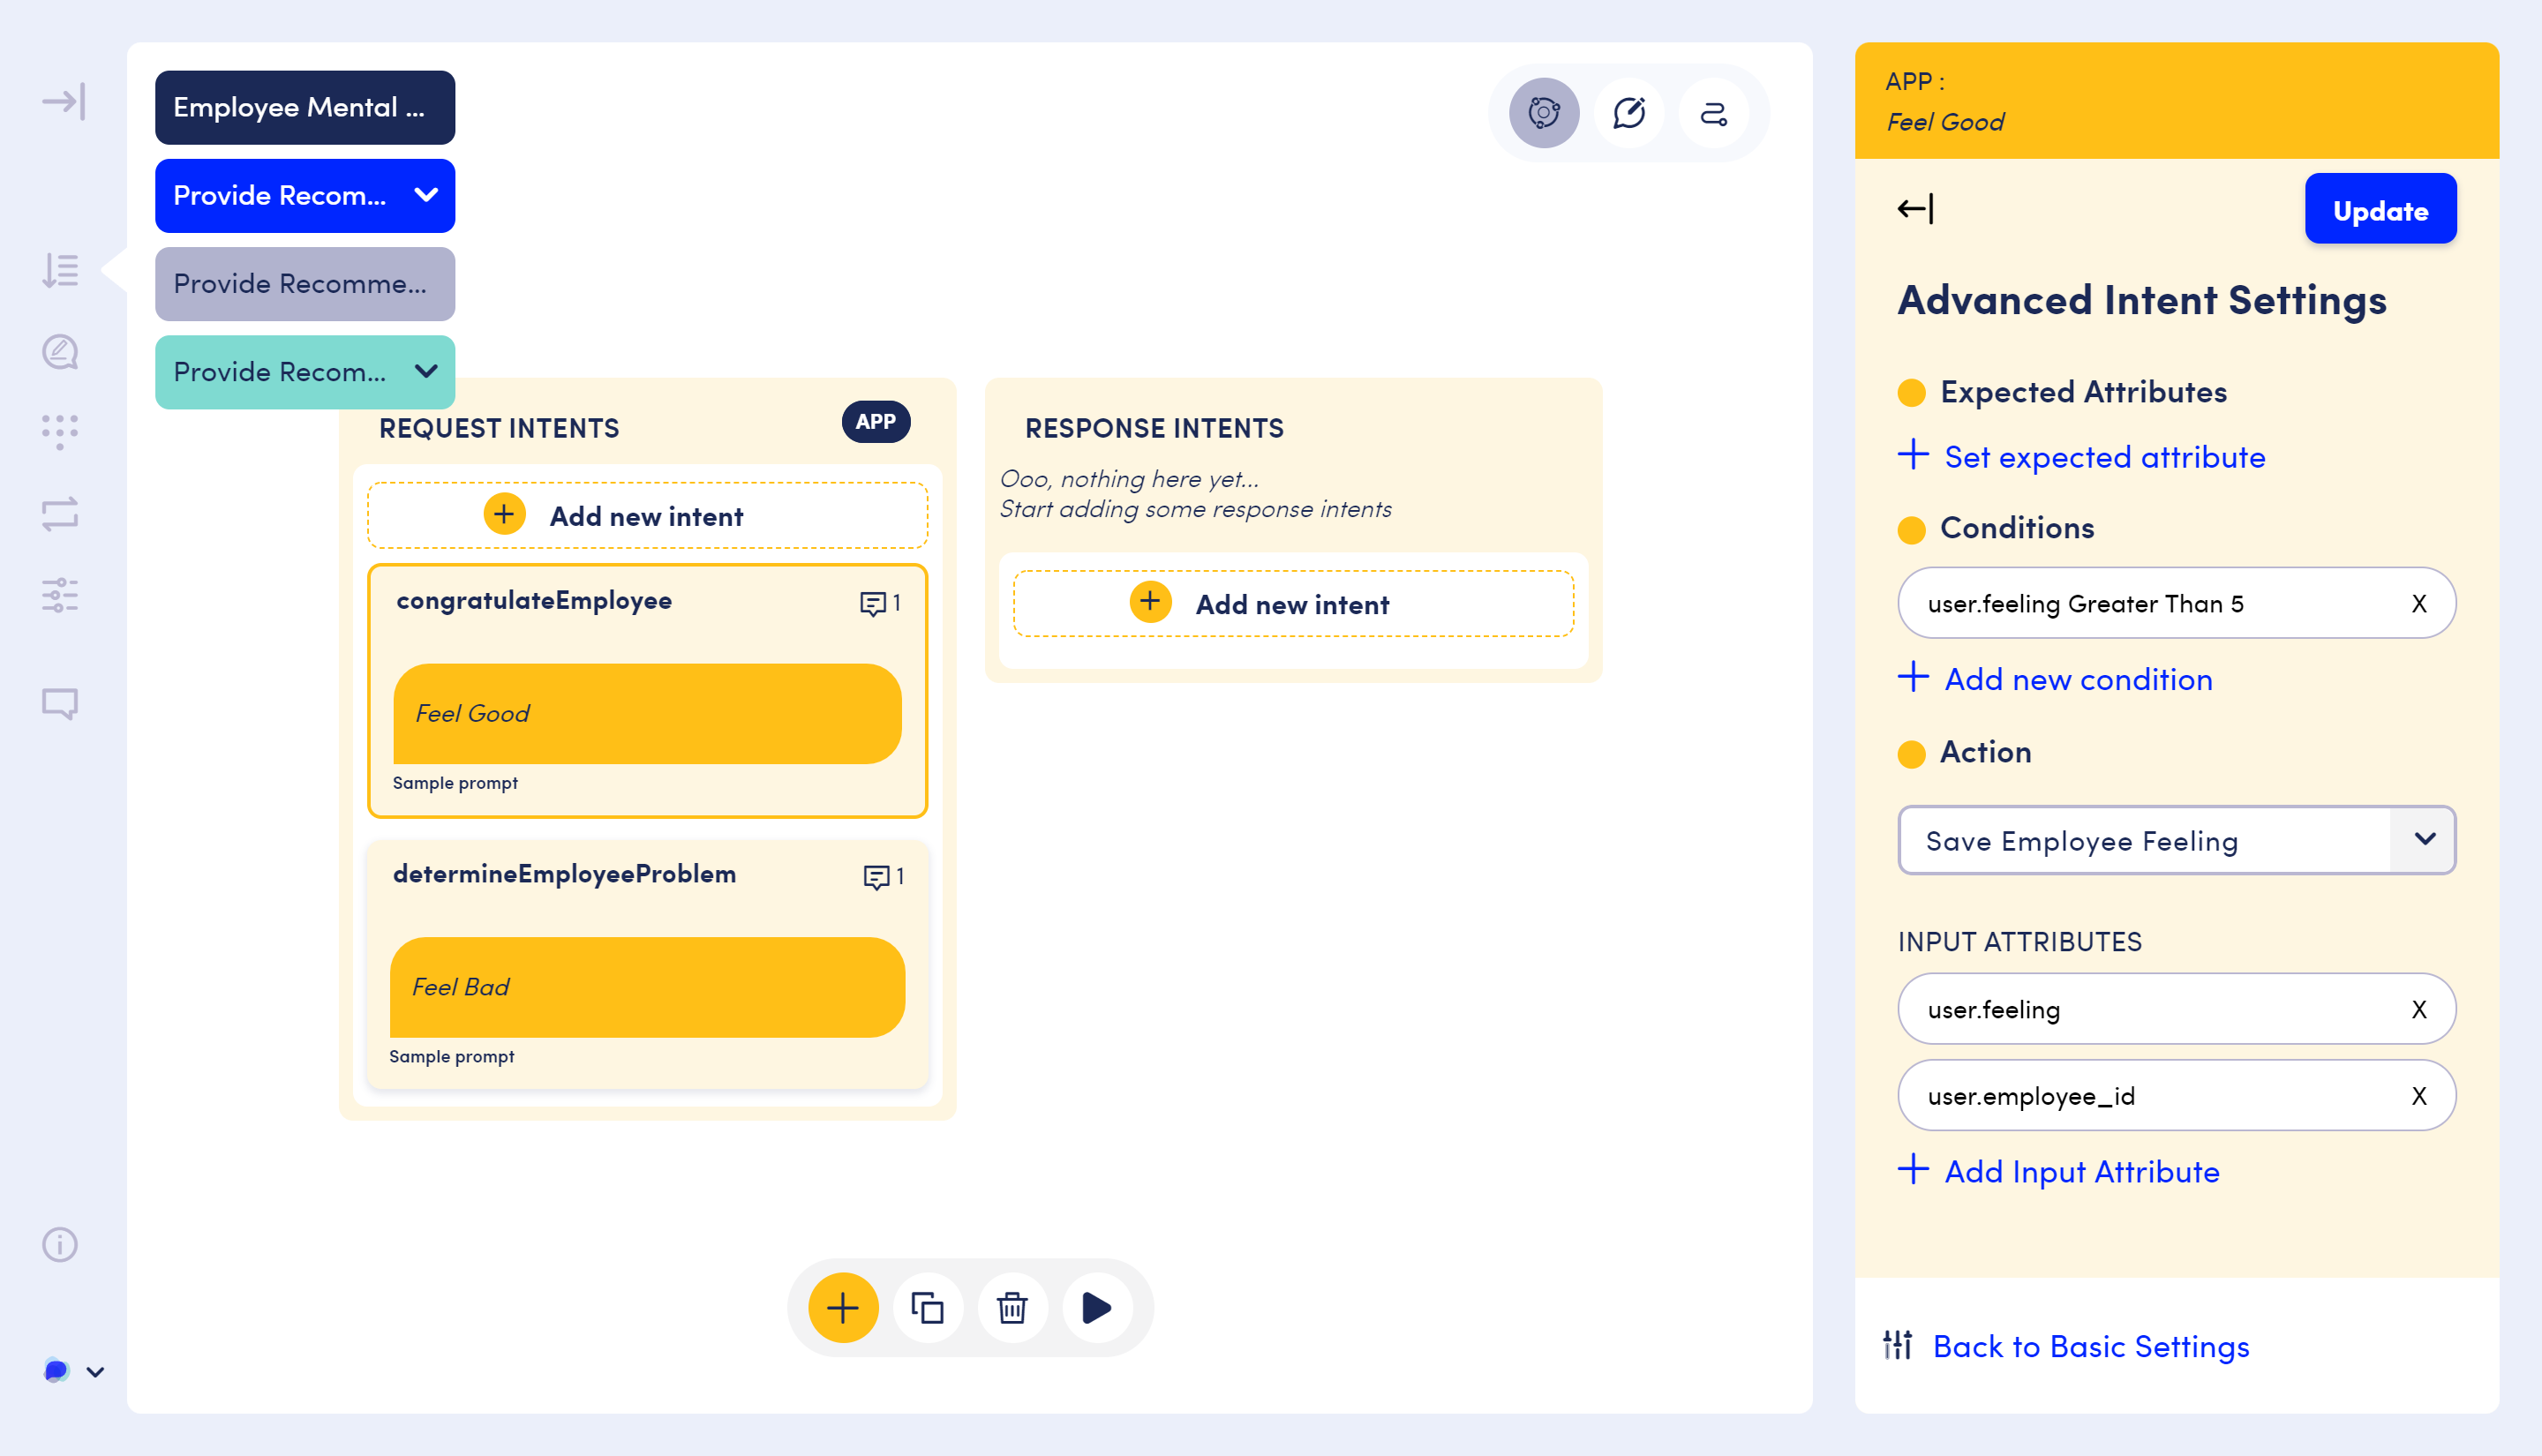 Employee Mental ...
Provide Recom...
Provide Recomme...
Provide Recom...
REQUEST INTENTS
APP
Add new intent
congratulateEmployee
1
Feel Good
Sample prompt
determineEmployeeProblem
1
Feel Bad
Sample prompt
RESPONSE INTENTS
Ooo, nothing here yet...
Start adding some response intents
Add new intent
APP :
Feel Good
Update
Advanced Intent Settings
Expected Attributes
Set expected attribute
Conditions
user.feeling Greater Than 5 X
Add new condition
Action
Save Employee Feeling
INPUT ATTRIBUTES
user.feeling X
user.employee_id X
Add Input Attribute
Back to Basic Settings